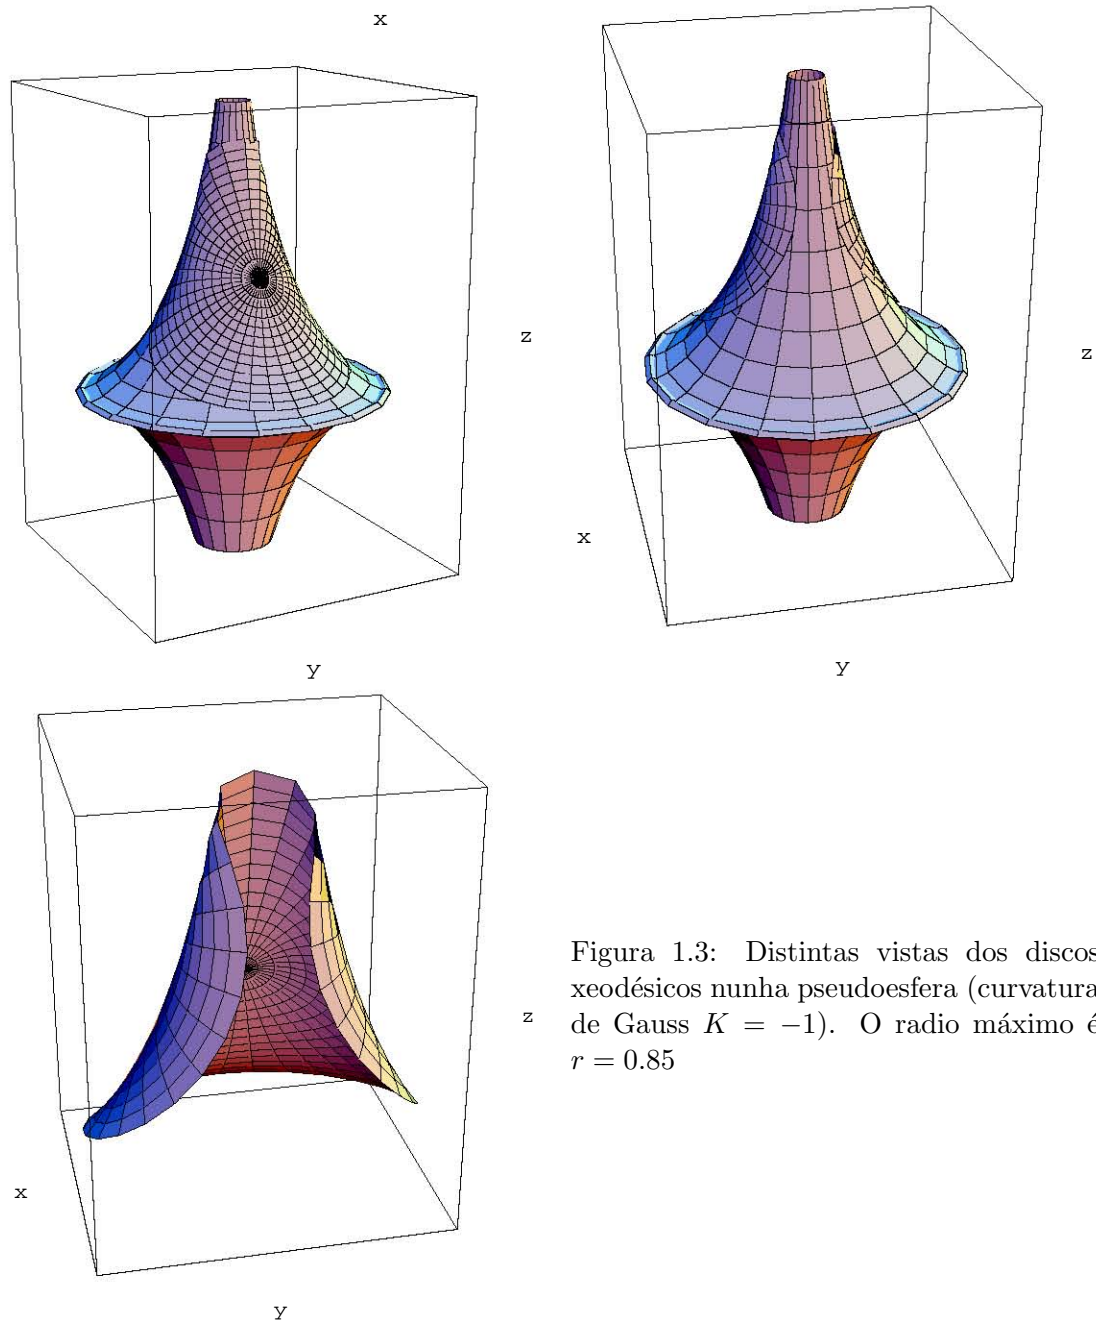 x
z
z
x
y
y
Figura 1.3: Distintas vistas dos discos
xeodésicos nunha pseudoesfera (curvatura
de Gauss K = −1). O radio máximo é
r = 0.85
z
x
y